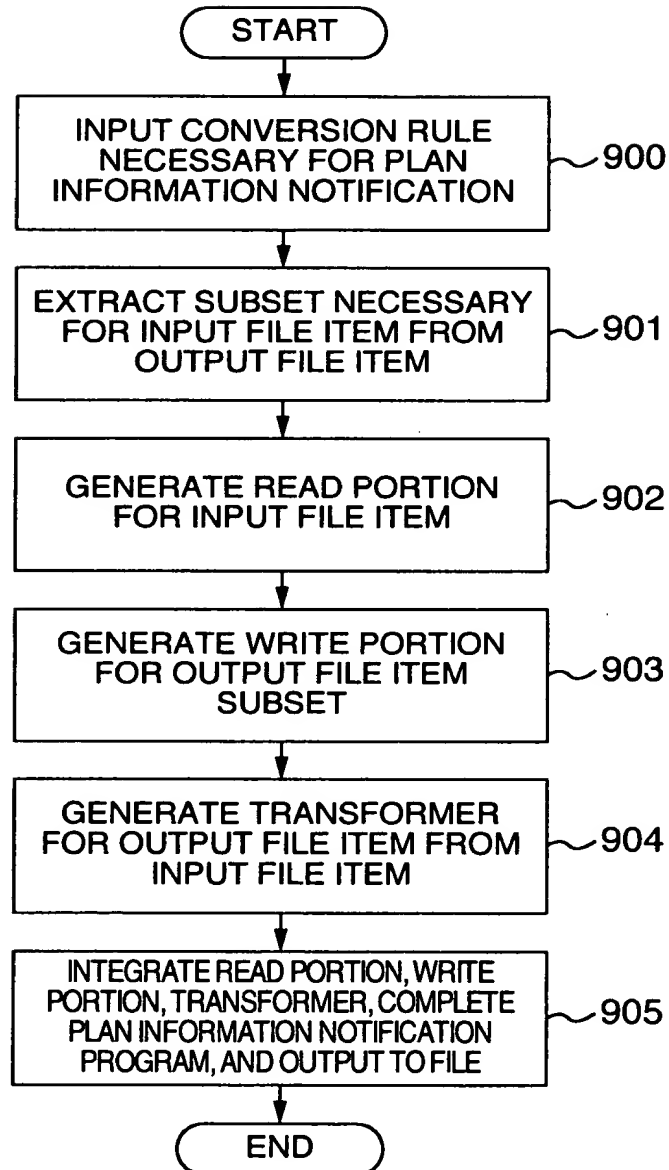 START
INPUT CONVERSION RULE
NECESSARY FOR PLAN
INFORMATION NOTIFICATION
900
EXTRACT SUBSET NECESSARY
FOR INPUT FILE ITEM FROM
OUTPUT FILE ITEM
901
GENERATE READ PORTION
FOR INPUT FILE ITEM
902
GENERATE WRITE PORTION
FOR OUTPUT FILE ITEM
SUBSET
903
GENERATE TRANSFORMER
FOR OUTPUT FILE ITEM FROM
INPUT FILE ITEM
904
INTEGRATE READ PORTION, WRITE
PORTION, TRANSFORMER, COMPLETE
PLAN INFORMATION NOTIFICATION
PROGRAM, AND OUTPUT TO FILE
905
END